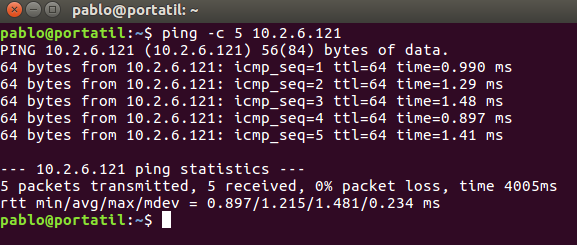 pablo@portatil: ~
pablo@portatil:~$ ping -c 5 10.2.6.121
PING 10.2.6.121 (10.2.6.121) 56(84) bytes of data.
64 bytes from 10.2.6.121: icmp_seq=1 ttl=64 time=0.990 ms
64 bytes from 10.2.6.121: icmp_seq=2 ttl=64 time=1.29 ms
64 bytes from 10.2.6.121: icmp_seq=3 ttl=64 time=1.48 ms
64 bytes from 10.2.6.121: icmp_seq=4 ttl=64 time=0.897 ms
64 bytes from 10.2.6.121: icmp_seq=5 ttl=64 time=1.41 ms
--- 10.2.6.121 ping statistics ---
5 packets transmitted, 5 received, 0% packet loss, time 4005ms
rtt min/avg/max/mdev = 0.897/1.215/1.481/0.234 ms
pablo@portatil:~$